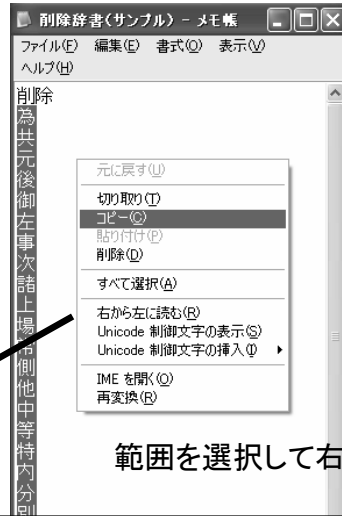 削除辞書(サンプル) - メモ帳
ファイル(F) 編集(E) 書式(O) 表示(V)
ヘルプ(H)
削除
為
共
元
後
御
左
事
次
諸
上
場
常
側
他
中
等
特
内
分
別
元に戻す(U)
切り取り(T)
コピー(C)
貼り付け(P)
削除(D)
すべて選択(A)
右から左に読む(R)
Unicode 制御文字の表示(S)
Unicode 制御文字の挿入(I)
IME を開く(O)
再変換(R)
範囲を選択して右